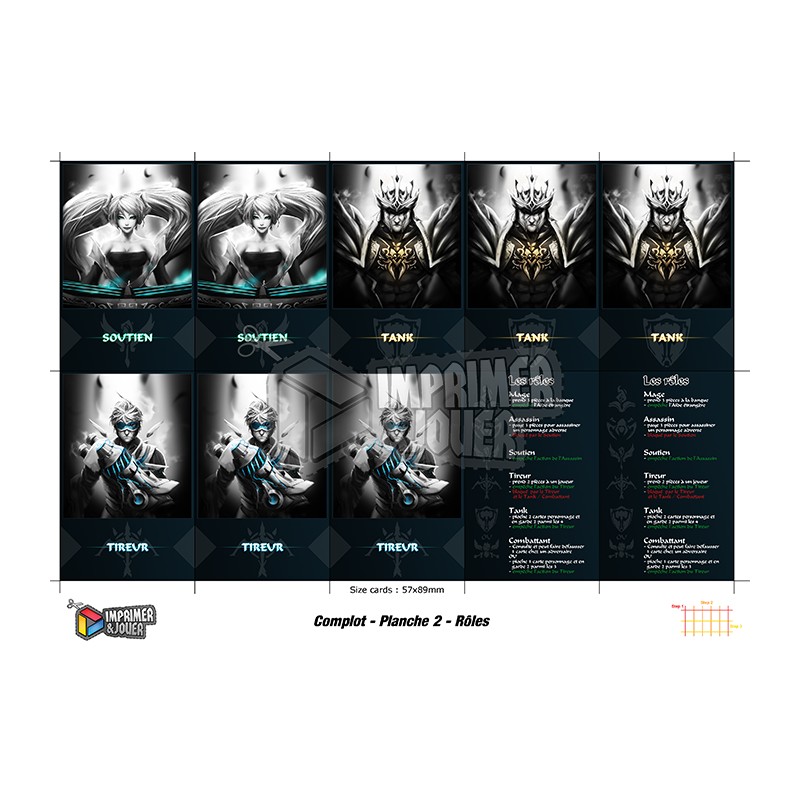 SOUTIEN
SOUTIEN
TANK
TANK
TANK
IMPRIMER
& JOUER
TIREUR
TIREUR
TIREUR
Les rôles
Mage
- prend 3 pièces à la banque
Assassin
- paye 3 pièces pour assassiner
un personnage adverse
- bloqué par le Soutien
Soutien
- empêche l'action de l'Assassin
Tireur
- prend 2 pièces à un joueur
- empêche l'action du Tireur
- bloqué par le Tireur
et le Tank / Combattant
Tank
- pioche 2 cartes personnage et
en garde 2 parmi les 4
- empêche l'action du Tireur
Combattant
- Consulte et peut faire défausser
1 carte chez un adversaire
OU
- pioche 1 carte personnage et en
garde 2 parmi les 3
- empêche l'action du Tireur
Les rôles
Mage
- prend 3 pièces à la banque
Assassin
- paye 3 pièces pour assassiner
un personnage adverse
- bloqué par le Soutien
Soutien
- empêche l'action de l'Assassin
Tireur
- prend 2 pièces à un joueur
- empêche l'action du Tireur
- bloqué par le Tireur
et le Tank / Combattant
Tank
- pioche 2 cartes personnage et
en garde 2 parmi les 4
- empêche l'action du Tireur
Combattant
- Consulte et peut faire défausser
1 carte chez un adversaire
OU
- pioche 1 carte personnage et en
garde 2 parmi les 3
- empêche l'action du Tireur
Size cards : 57x89mm
IMPRIMER
&JOUER
Complot - Planche 2 - Rôles
Step 1
Step 2
Step 3